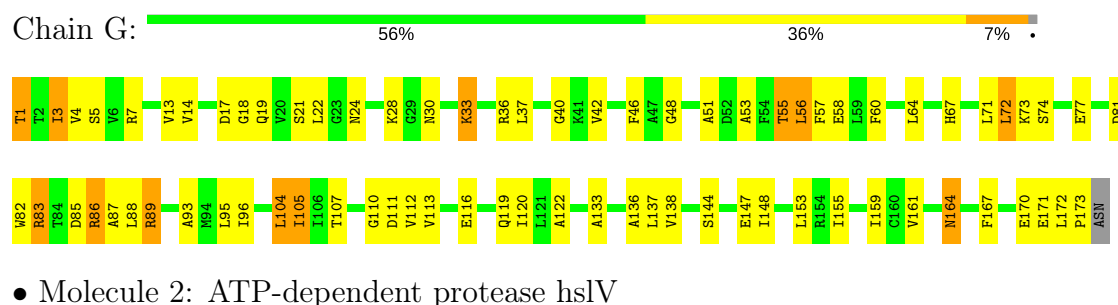 Chain G:
56% 36% 7% •
T1 T2 I3 V4 S5 V6 R7 V13 V14 D17 G18 Q19 V20 S21 L22 G23 N24 K28 G29 N30 K33 R36 L37 G40 K41 V42 F46 A47 G48 A51 D52 A53 F54 T55 L56 F57 E58 L59 F60 L64 H67 L71 L72 K73 S74 E77 D81
W82 R83 T84 D85 R86 A87 L88 R89 A93 M94 L95 I96 L104 I105 I106 T107 G110 D111 V112 V113 E116 Q119 I120 L121 A122 A133 A136 L137 V138 S144 E147 I148 L153 R154 I155 I159 C160 V161 N164 F167 E170 E171 L172 P173 ASN
• Molecule 2: ATP-dependent protease hslV